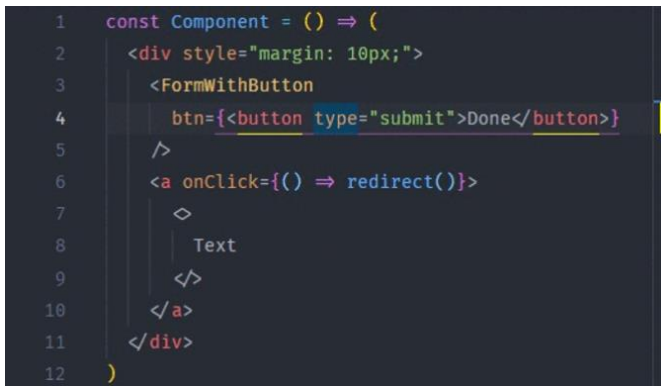 1 const Component = () => (
2 <div style="margin: 10px;">
3 <FormWithButton
4 btn={<button type="submit">Done</button>}
5 />
6 <a onClick={() => redirect()}>
7 <>
8 Text
9 </>
10 </a>
11 </div>
12 )